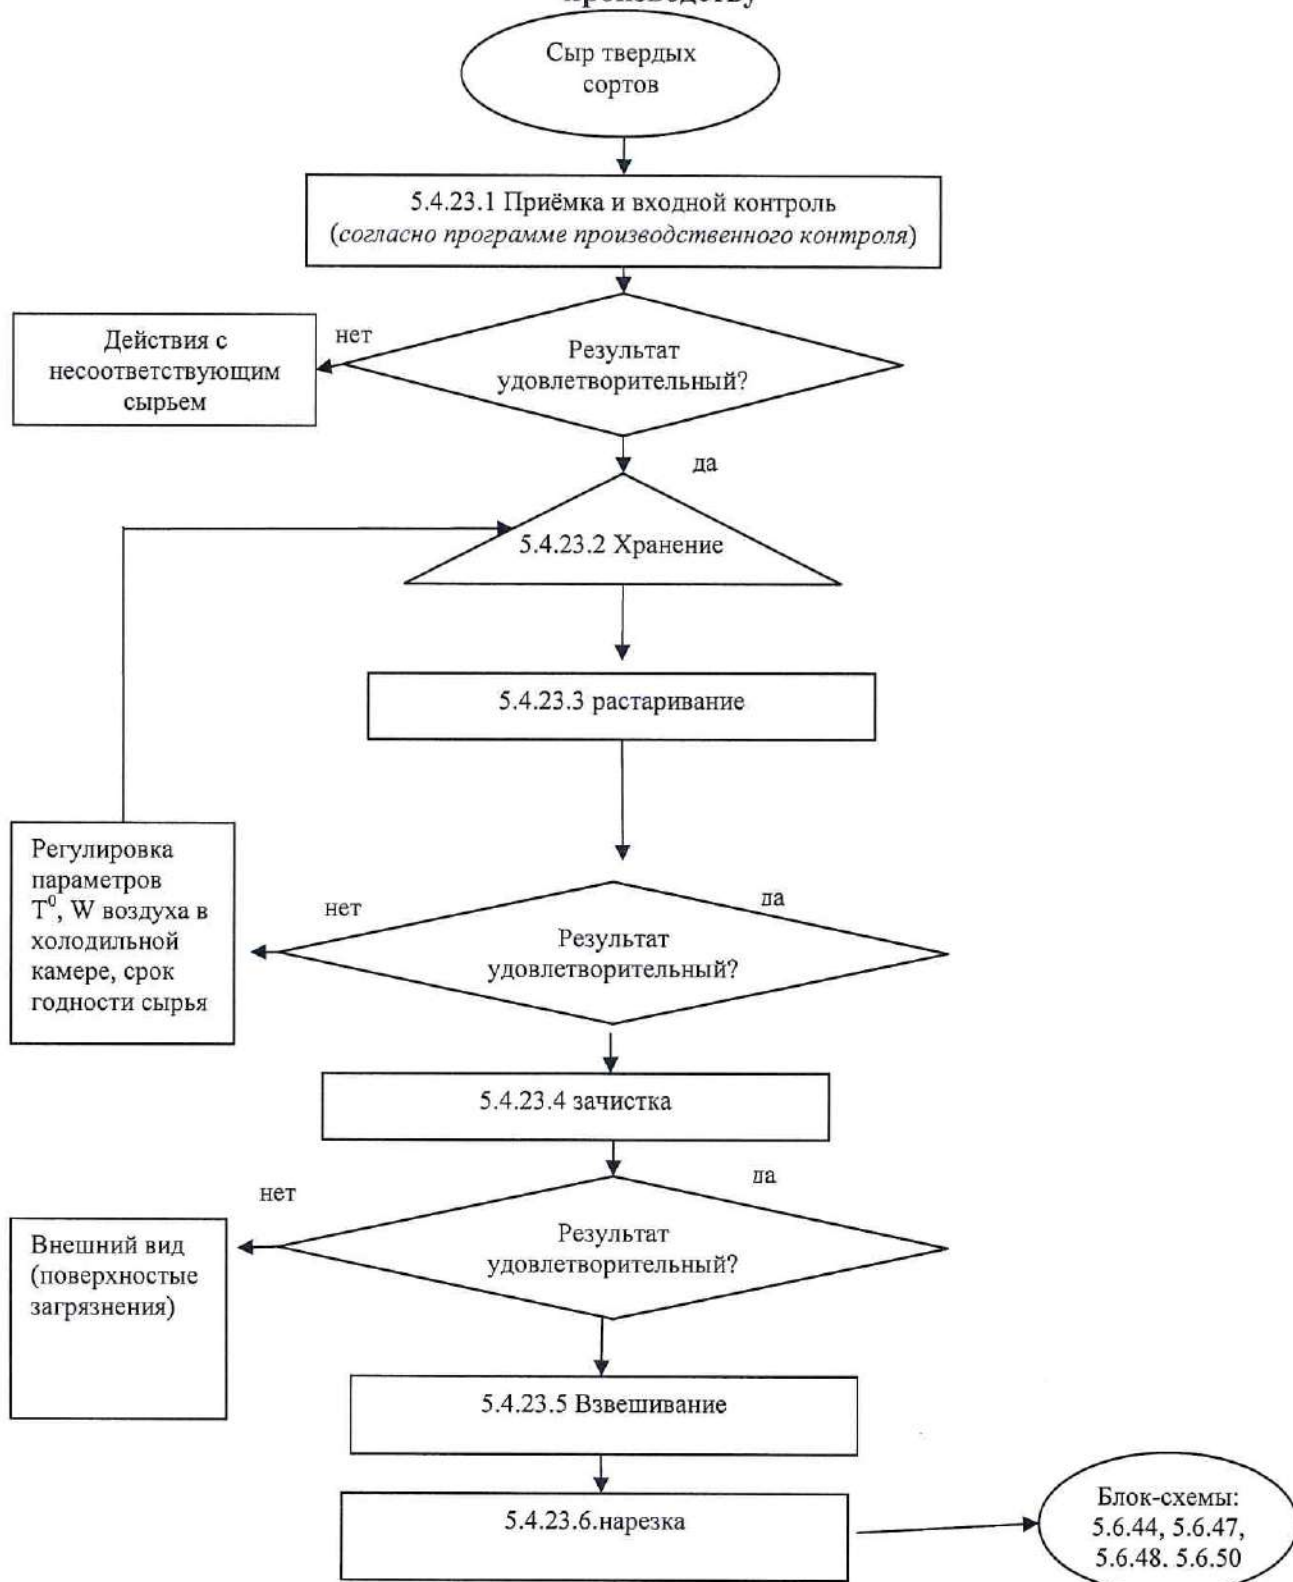 Сыр твердых
сортов
5.4.23.1 Приёмка и входной контроль
(согласно программе производственного контроля)
нет
Действия с
несоответствующим
сырьем
Результат
удовлетворительный?
да
5.4.23.2 Хранение
5.4.23.3 растаривание
Регулировка
параметров
Т⁰, W воздуха в
холодильной
камере, срок
годности сырья
нет
да
Результат
удовлетворительный?
5.4.23.4 зачистка
нет
да
Внешний вид
(поверхностые
загрязнения)
Результат
удовлетворительный?
5.4.23.5 Взвешивание
5.4.23.6.нарезка
Блок-схемы:
5.6.44, 5.6.47,
5.6.48. 5.6.50